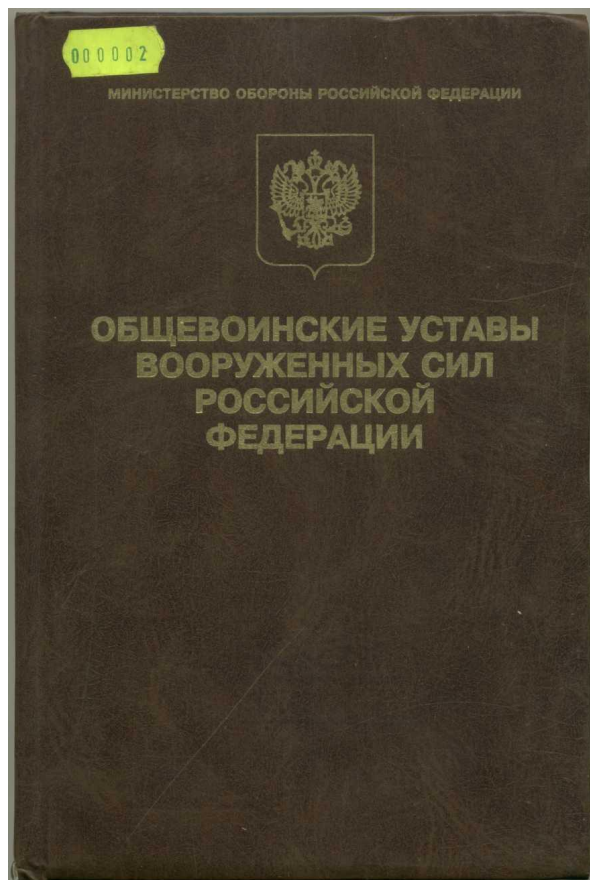 000002
МИНИСТЕРСТВО ОБОРОНЫ РОССИЙСКОЙ ФЕДЕРАЦИИ
ОБЩЕВОИНСКИЕ УСТАВЫ
ВООРУЖЕННЫХ СИЛ
РОССИЙСКОЙ
ФЕДЕРАЦИИ